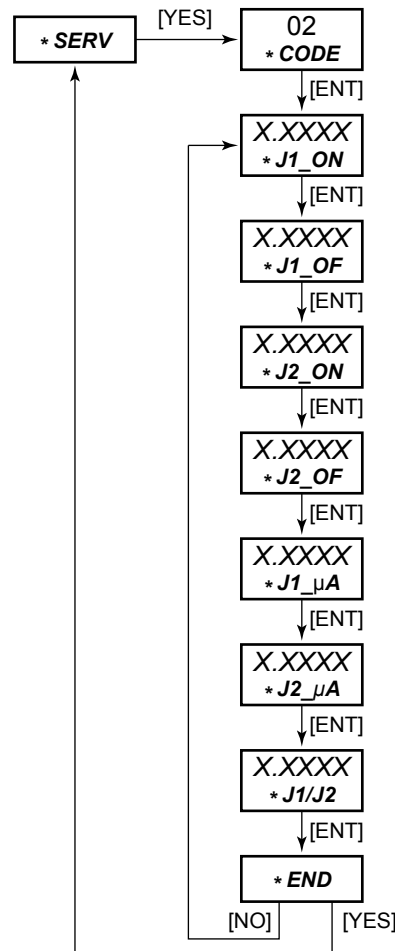 * SERV
[YES]
02
* CODE
[ENT]
X.XXXX
* J1_ON
[ENT]
X.XXXX
* J1_OF
[ENT]
X.XXXX
* J2_ON
[ENT]
X.XXXX
* J2_OF
[ENT]
X.XXXX
* J1_µA
[ENT]
X.XXXX
* J2_µA
[ENT]
X.XXXX
* J1/J2
[ENT]
* END
[NO]
[YES]